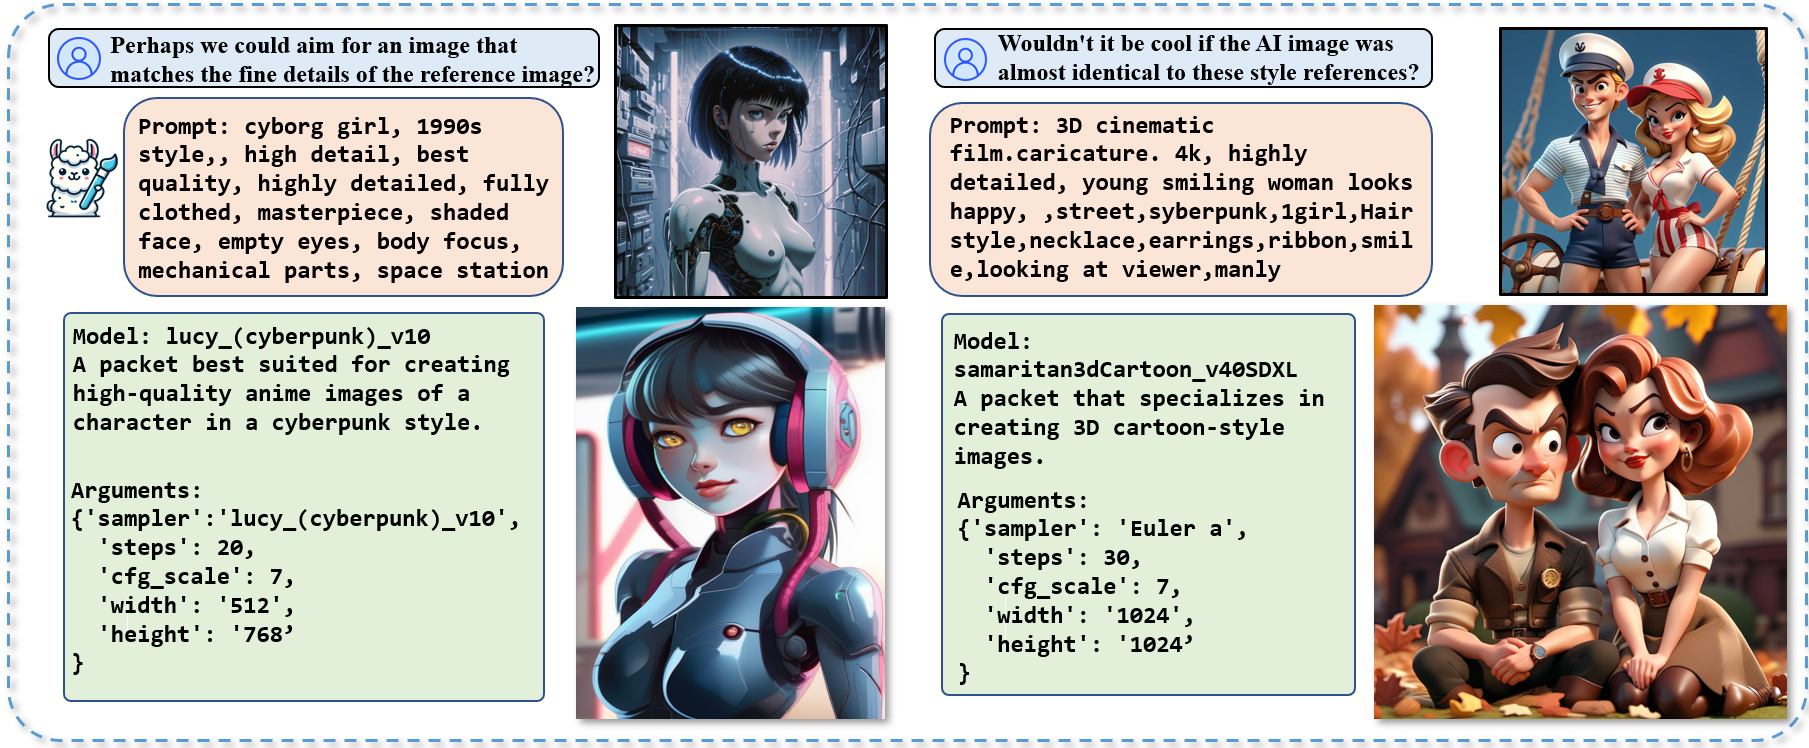 Perhaps we could aim for an image that
matches the fine details of the reference image?
Prompt: cyborg girl, 1990s
style,, high detail, best
quality, highly detailed, fully
clothed, masterpiece, shaded
face, empty eyes, body focus,
mechanical parts, space station
Model: lucy_(cyberpunk)_v10
A packet best suited for creating
high-quality anime images of a
character in a cyberpunk style.
Arguments:
{'sampler':'lucy_(cyberpunk)_v10',
'steps': 20,
'cfg_scale': 7,
'width': '512',
'height': '768’
}
Wouldn't it be cool if the AI image was
almost identical to these style references?
Prompt: 3D cinematic
film.caricature. 4k, highly
detailed, young smiling woman looks
happy, ,street,syberpunk,1girl,Hair
style,necklace,earrings,ribbon,smil
e,looking at viewer,manly
Model:
samaritan3dCartoon_v40SDXL
A packet that specializes in
creating 3D cartoon-style
images.
Arguments:
{'sampler': 'Euler a',
'steps': 30,
'cfg_scale': 7,
'width': '1024',
'height': '1024’
}